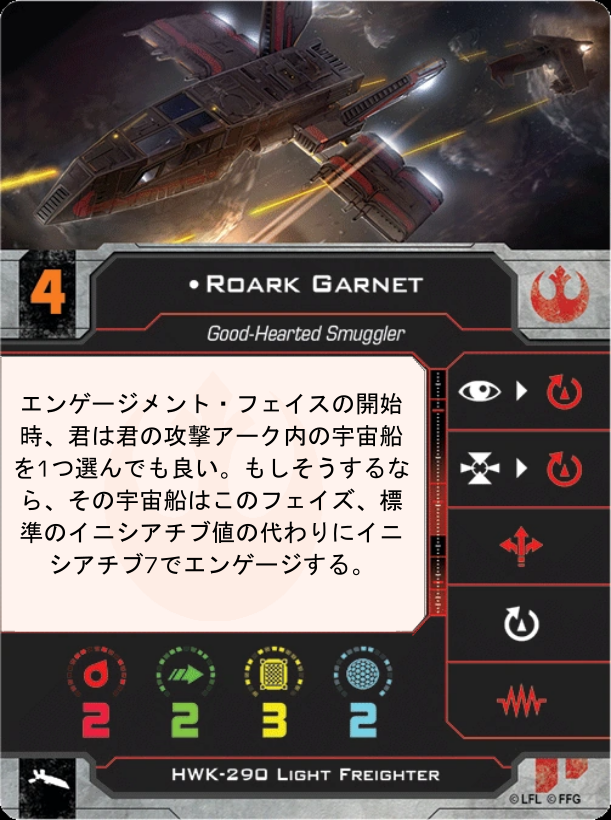 4
•ROARK GARNET
Good-Hearted Smuggler
エンゲージメント・フェイスの開始
時、君は君の攻撃アーク内の宇宙船
を1つ選んでも良い。もしそうするな
ら、その宇宙船はこのフェイズ、標
準のイニシアチブ値の代わりにイニ
シアチブ7でエンゲージする。
2 2 3 2
HWK-290 LIGHT FREIGHTER
©LFL ©FFG